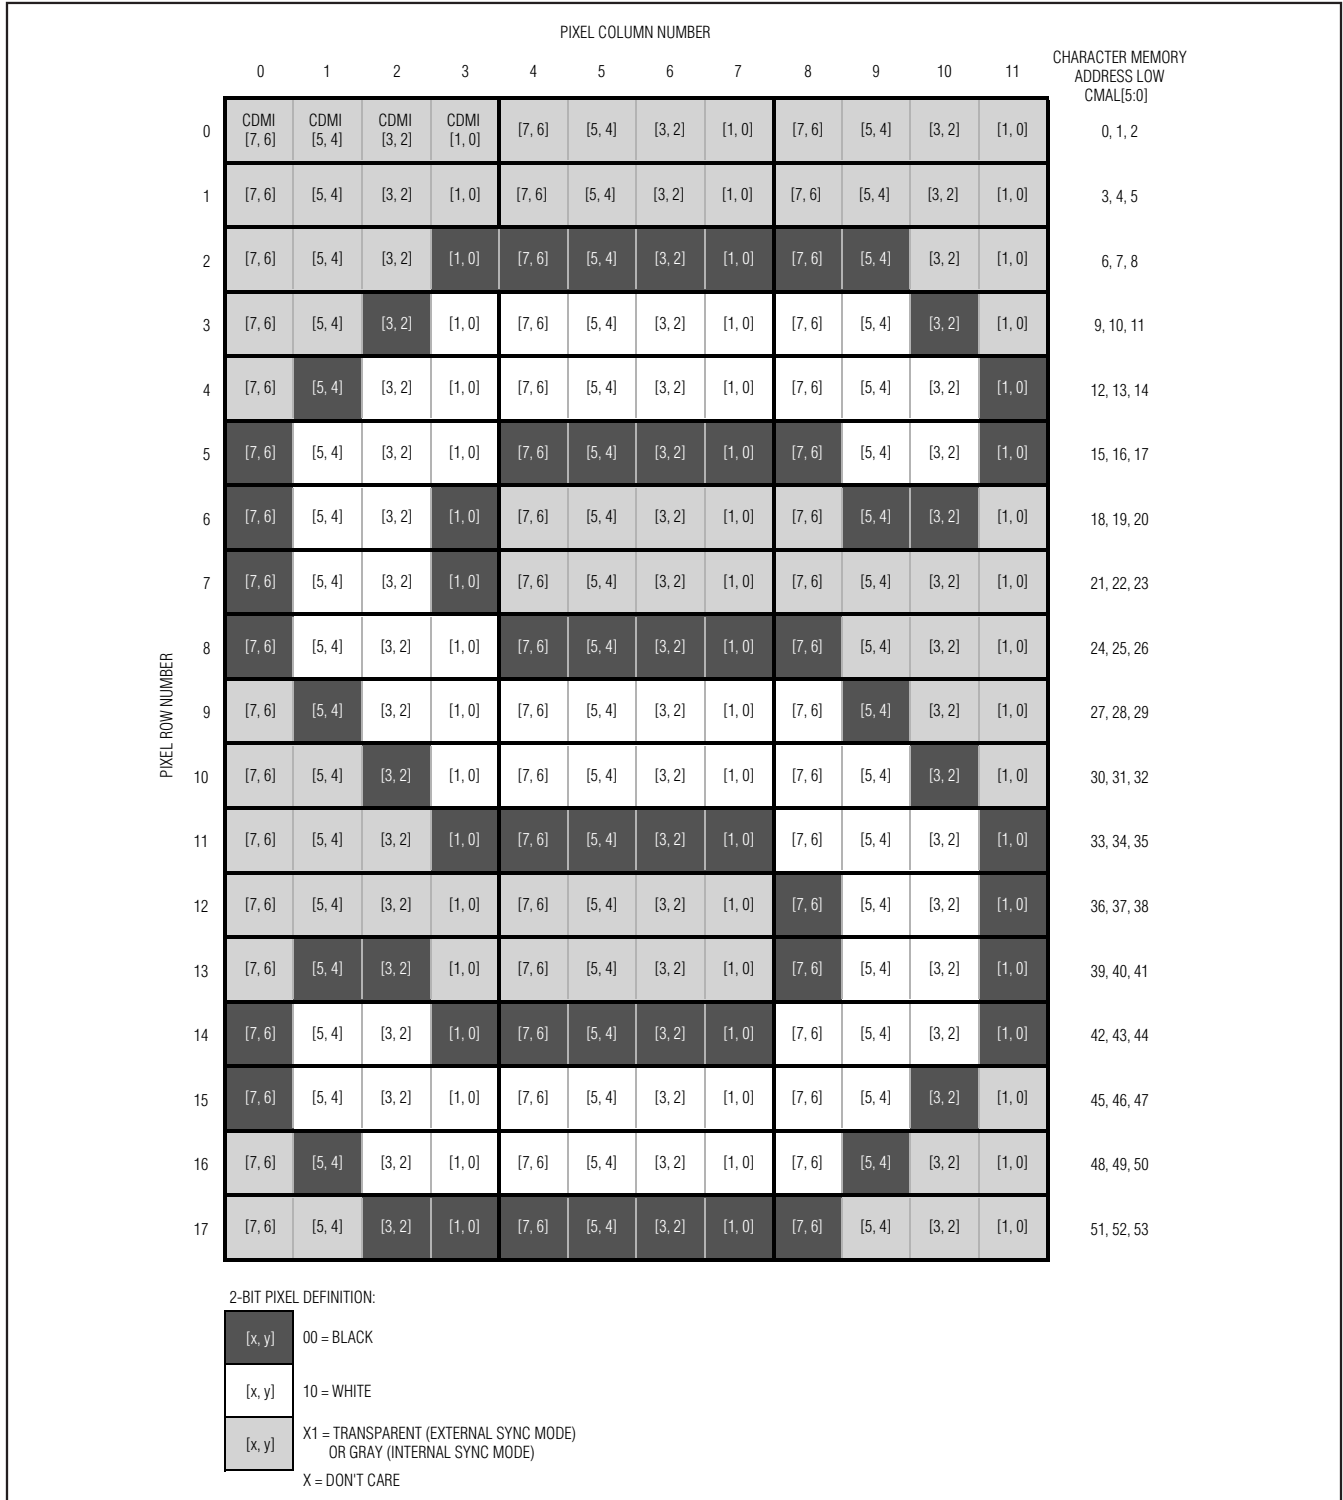 PIXEL COLUMN NUMBER
0 1 2 3 4 5 6 7 8 9 10 11
CHARACTER MEMORY
ADDRESS LOW
CMAL[5:0]
CDMI CDMI CDMI CDMI
0 [7, 6] [5, 4] [3, 2] [1, 0] [7, 6] [5, 4] [3, 2] [1, 0] [7, 6] [5, 4] [3, 2] [1, 0] 0, 1, 2
1 [7, 6] [5, 4] [3, 2] [1, 0] [7, 6] [5, 4] [3, 2] [1, 0] [7, 6] [5, 4] [3, 2] [1, 0] 3, 4, 5
2 [7, 6] [5, 4] [3, 2] [1, 0] [7, 6] [5, 4] [3, 2] [1, 0] [7, 6] [5, 4] [3, 2] [1, 0] 6, 7, 8
3 [7, 6] [5, 4] [3, 2] [1, 0] [7, 6] [5, 4] [3, 2] [1, 0] [7, 6] [5, 4] [3, 2] [1, 0] 9, 10, 11
4 [7, 6] [5, 4] [3, 2] [1, 0] [7, 6] [5, 4] [3, 2] [1, 0] [7, 6] [5, 4] [3, 2] [1, 0] 12, 13, 14
5 [7, 6] [5, 4] [3, 2] [1, 0] [7, 6] [5, 4] [3, 2] [1, 0] [7, 6] [5, 4] [3, 2] [1, 0] 15, 16, 17
6 [7, 6] [5, 4] [3, 2] [1, 0] [7, 6] [5, 4] [3, 2] [1, 0] [7, 6] [5, 4] [3, 2] [1, 0] 18, 19, 20
7 [7, 6] [5, 4] [3, 2] [1, 0] [7, 6] [5, 4] [3, 2] [1, 0] [7, 6] [5, 4] [3, 2] [1, 0] 21, 22, 23
8 [7, 6] [5, 4] [3, 2] [1, 0] [7, 6] [5, 4] [3, 2] [1, 0] [7, 6] [5, 4] [3, 2] [1, 0] 24, 25, 26
PIXEL ROW NUMBER
9 [7, 6] [5, 4] [3, 2] [1, 0] [7, 6] [5, 4] [3, 2] [1, 0] [7, 6] [5, 4] [3, 2] [1, 0] 27, 28, 29
10 [7, 6] [5, 4] [3, 2] [1, 0] [7, 6] [5, 4] [3, 2] [1, 0] [7, 6] [5, 4] [3, 2] [1, 0] 30, 31, 32
11 [7, 6] [5, 4] [3, 2] [1, 0] [7, 6] [5, 4] [3, 2] [1, 0] [7, 6] [5, 4] [3, 2] [1, 0] 33, 34, 35
12 [7, 6] [5, 4] [3, 2] [1, 0] [7, 6] [5, 4] [3, 2] [1, 0] [7, 6] [5, 4] [3, 2] [1, 0] 36, 37, 38
13 [7, 6] [5, 4] [3, 2] [1, 0] [7, 6] [5, 4] [3, 2] [1, 0] [7, 6] [5, 4] [3, 2] [1, 0] 39, 40, 41
14 [7, 6] [5, 4] [3, 2] [1, 0] [7, 6] [5, 4] [3, 2] [1, 0] [7, 6] [5, 4] [3, 2] [1, 0] 42, 43, 44
15 [7, 6] [5, 4] [3, 2] [1, 0] [7, 6] [5, 4] [3, 2] [1, 0] [7, 6] [5, 4] [3, 2] [1, 0] 45, 46, 47
16 [7, 6] [5, 4] [3, 2] [1, 0] [7, 6] [5, 4] [3, 2] [1, 0] [7, 6] [5, 4] [3, 2] [1, 0] 48, 49, 50
17 [7, 6] [5, 4] [3, 2] [1, 0] [7, 6] [5, 4] [3, 2] [1, 0] [7, 6] [5, 4] [3, 2] [1, 0] 51, 52, 53
2-BIT PIXEL DEFINITION:
[x, y] 00 = BLACK
[x, y] 10 = WHITE
[x, y] X1 = TRANSPARENT (EXTERNAL SYNC MODE)
OR GRAY (INTERNAL SYNC MODE)
X = DON'T CARE